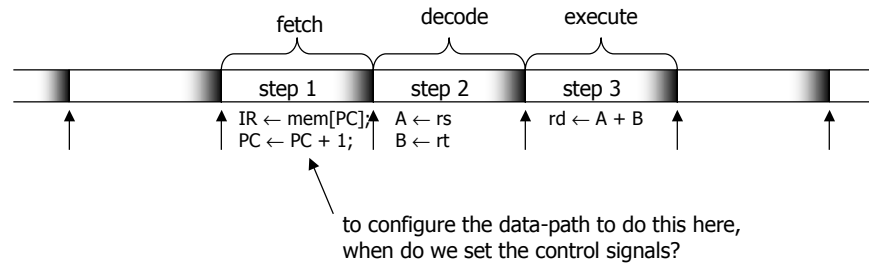 fetch
decode
execute
step 1
step 2
step 3
IR ← mem[PC];
PC ← PC + 1;
A ← rs
B ← rt
rd ← A + B
to configure the data-path to do this here,
when do we set the control signals?